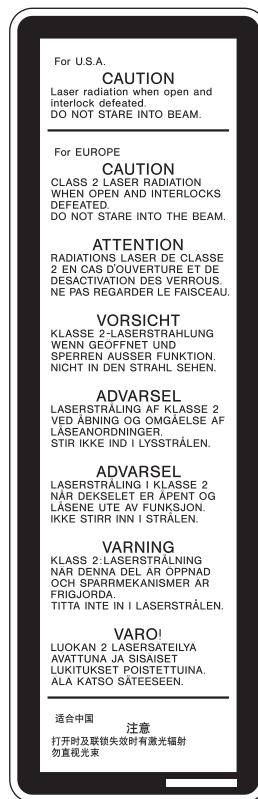 For U.S.A.
CAUTION
Laser radiation when open and
interlock defeated.
DO NOT STARE INTO BEAM.
For EUROPE
CAUTION
CLASS 2 LASER RADIATION
WHEN OPEN AND INTERLOCKS
DEFEATED.
DO NOT STARE INTO THE BEAM.
ATTENTION
RADIATIONS LASER DE CLASSE
2 EN CAS D'OUVERTURE ET DE
DESACTIVATION DES VERROUS.
NE PAS REGARDER LE FAISCEAU.
VORSICHT
KLASSE 2-LASERSTRAHLUNG
WENN GEÖFFNET UND
SPERREN AUSSER FUNKTION.
NICHT IN DEN STRAHL SEHEN.
ADVARSEL
LASERSTRÅLING AF KLASSE 2
VED ÅBNING OG OMGÅELSE AF
LÅSEANORDNINGER.
STIR IKKE IND I LYSSTRÅLEN.
ADVARSEL
LASERSTRÅLING I KLASSE 2
NÅR DEKSELET ER ÅPENT OG
LÅSENE UTE AV FUNKSJON.
IKKE STIRR INN I STRÅLEN.
VARNING
KLASS 2:LASERSTRÅLNING
NÄR DENNA DEL ÄR ÖPPNAD
OCH SPÄRRMEKANISMER ÄR
FRIGJORDA.
TITTA INTE IN I LASERSTRÅLEN.
VARO!
LUOKAN 2 LASERSÄTEILYÄ
AVATTUNA JA SISAISET
LUKITUKSET POISTETTUINA.
ÄLÄ KATSO SÄTEESEEN.
适合中国
注意
打开时及联锁失效时有激光辐射
勿直视光束